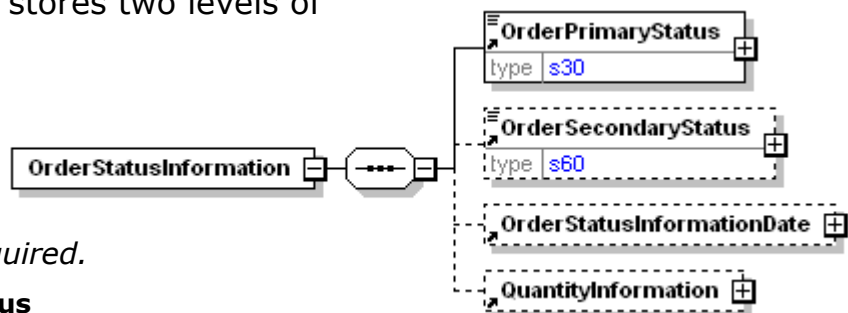 stores two levels of
OrderPrimaryStatus
type s30
OrderSecondaryStatus
type s60
OrderStatusInformation
OrderStatusInformationDate
uired.
QuantityInformation
us